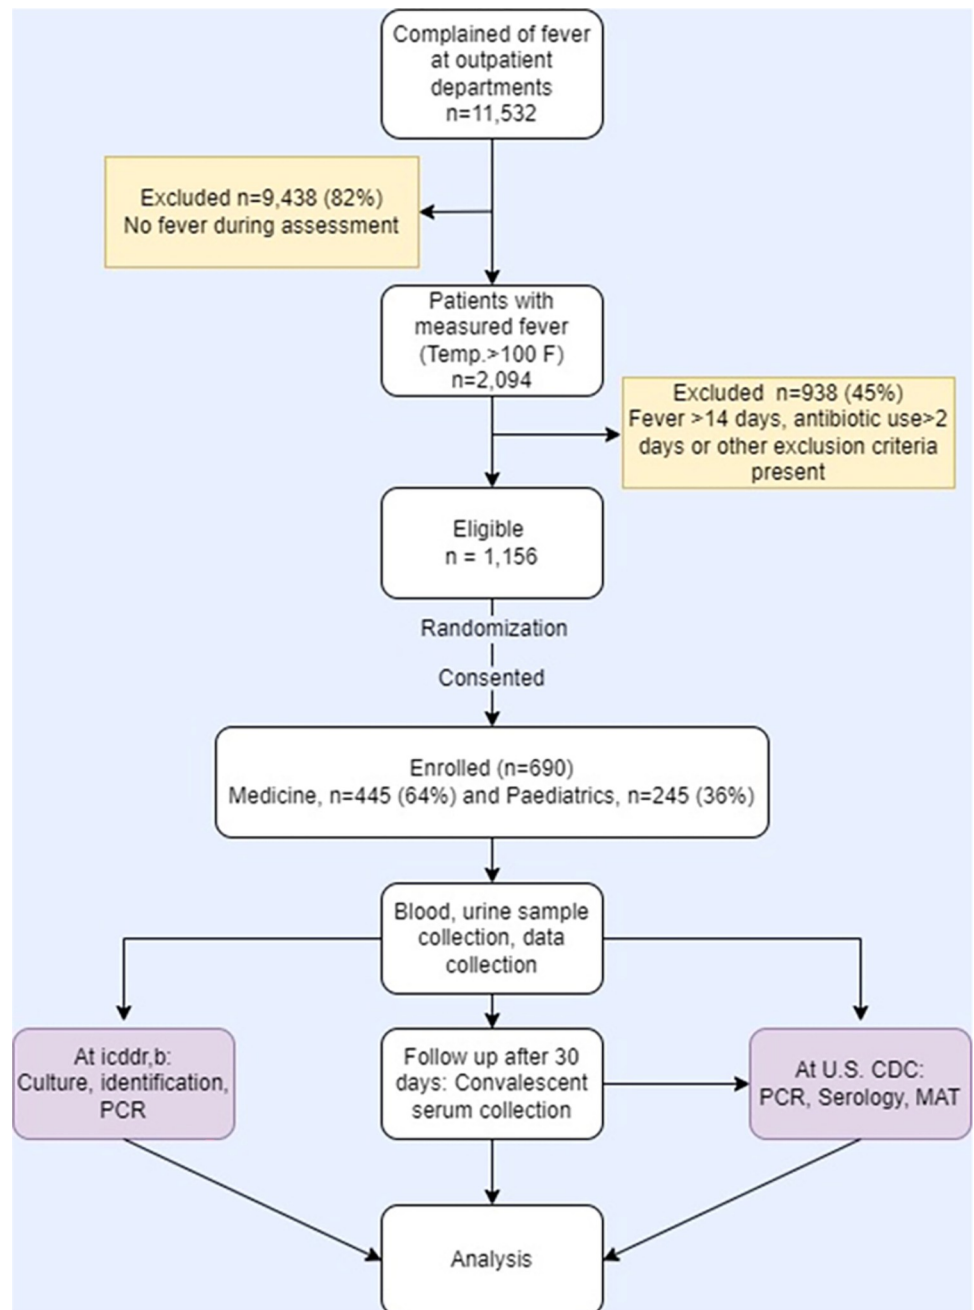 Complained of fever
at outpatient
departments
n=11,532
Excluded n=9,438 (82%)
No fever during assessment
Patients with
measured fever
(Temp.>100 F)
n=2,094
Excluded n=938 (45%)
Fever >14 days, antibiotic use>2
days or other exclusion criteria
present
Eligible
n = 1,156
Randomization
Consented
Enrolled (n=690)
Medicine, n=445 (64%) and Paediatrics, n=245 (36%)
Blood, urine sample
collection, data
collection
At icddr,b:
Culture, identification,
PCR
Follow up after 30
days: Convalescent
serum collection
At U.S. CDC:
PCR, Serology, MAT
Analysis